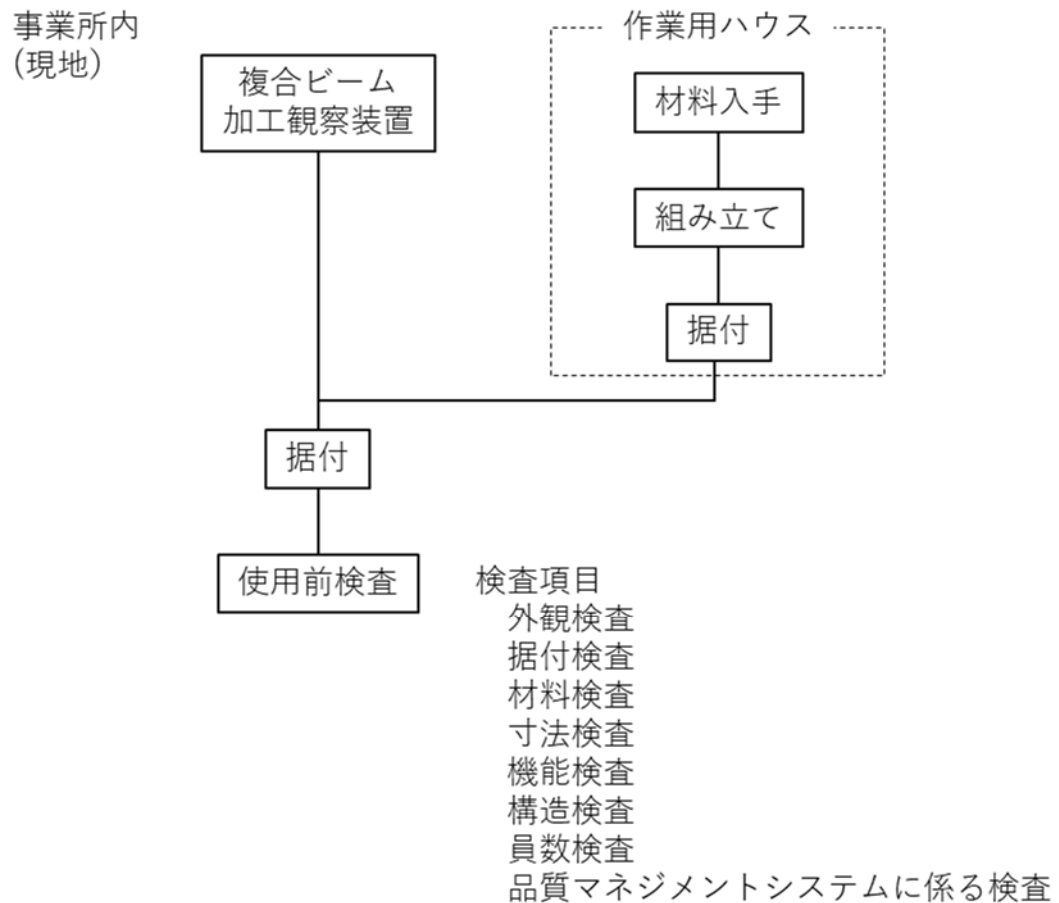 事業所内
(現地)
複合ビーム
加工観察装置
作業用ハウス
材料入手
組み立て
据付
据付
使用前検査
検査項目
外観検査
据付検査
材料検査
寸法検査
機能検査
構造検査
員数検査
品質マネジメントシステムに係る検査